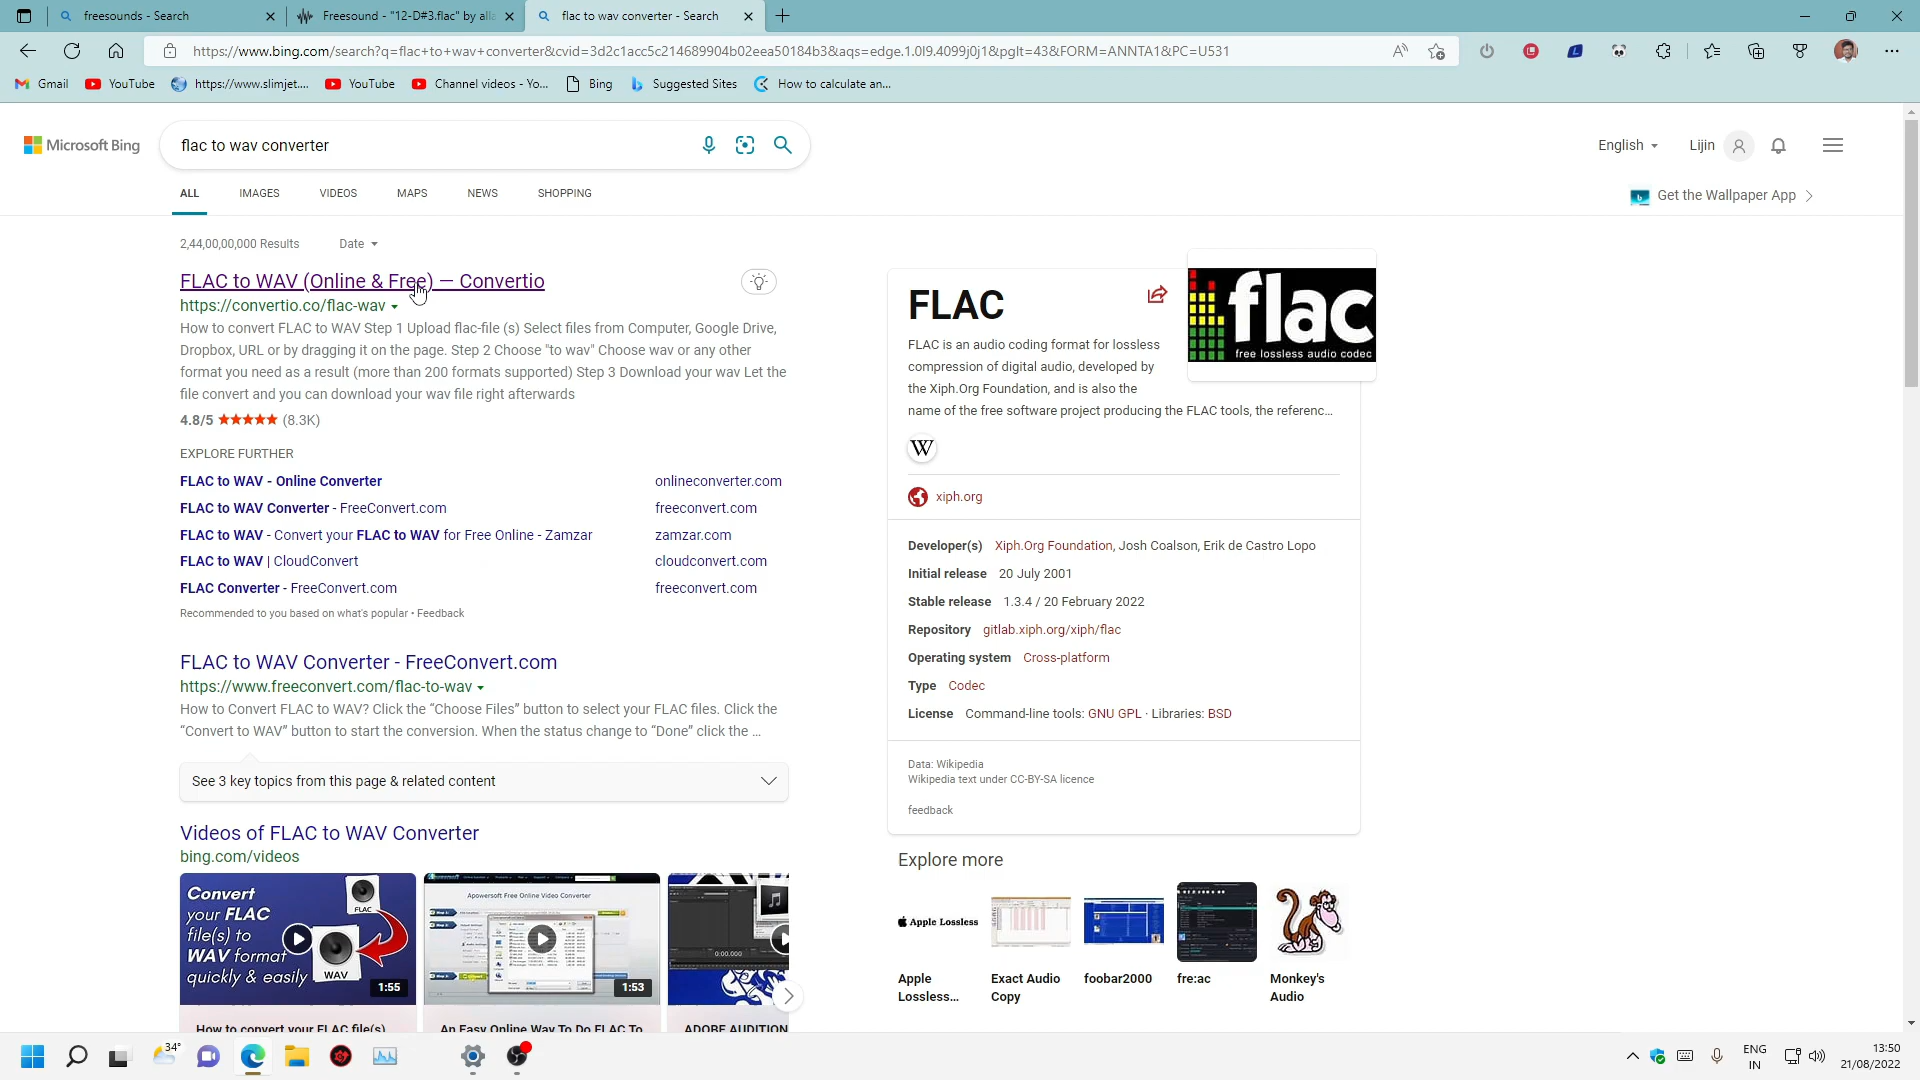 freesounds - Search
Freesound - "12-D#3.flac" by alla
flac to wav converter - Search
https://www.bing.com/search?q=flac+to+wav+converter&cvid=3d2c1acc5c214689904b02eea50184b3&aqs=edge.1.0l9.4099j0j1&pglt=43&FORM=ANNTA1&PC=U531
Gmail
YouTube
https://www.slimjet....
YouTube
Channel videos - Yo...
Bing
Suggested Sites
How to calculate an...
Microsoft Bing
flac to wav converter
English
Lijin
ALL
IMAGES
VIDEOS
MAPS
NEWS
SHOPPING
Get the Wallpaper App
2,44,00,00,000 Results
Date
FLAC to WAV (Online & Free) — Convertio
https://convertio.co/flac-wav
How to convert FLAC to WAV Step 1 Upload flac-file (s) Select files from Computer, Google Drive,
Dropbox, URL or by dragging it on the page. Step 2 Choose "to wav" Choose wav or any other
format you need as a result (more than 200 formats supported) Step 3 Download your wav Let the
file convert and you can download your wav file right afterwards
4.8/5 ★★★★★ (8.3K)
EXPLORE FURTHER
FLAC to WAV - Online Converter
onlineconverter.com
FLAC to WAV Converter - FreeConvert.com
freeconvert.com
FLAC to WAV - Convert your FLAC to WAV for Free Online - Zamzar
zamzar.com
FLAC to WAV | CloudConvert
cloudconvert.com
FLAC Converter - FreeConvert.com
freeconvert.com
Recommended to you based on what's popular • Feedback
FLAC to WAV Converter - FreeConvert.com
https://www.freeconvert.com/flac-to-wav
How to Convert FLAC to WAV? Click the “Choose Files” button to select your FLAC files. Click the
“Convert to WAV” button to start the conversion. When the status change to “Done” click the ...
See 3 key topics from this page & related content
Videos of FLAC to WAV Converter
bing.com/videos
Convert
your FLAC
file(s) to
WAV format
quickly & easily
FLAC
WAV
1:55
How to convert your FLAC file(s)
Apowersoft Free Online Video Converter
1:53
An Easy Online Way To Do FLAC To
0:00.000
ADOBE AUDITION
FLAC
flac
free lossless audio codec
FLAC is an audio coding format for lossless
compression of digital audio, developed by
the Xiph.Org Foundation, and is also the
name of the free software project producing the FLAC tools, the referenc...
W
xiph.org
Developer(s) Xiph.Org Foundation, Josh Coalson, Erik de Castro Lopo
Initial release 20 July 2001
Stable release 1.3.4 / 20 February 2022
Repository gitlab.xiph.org/xiph/flac
Operating system Cross-platform
Type Codec
License Command-line tools: GNU GPL · Libraries: BSD
Data: Wikipedia
Wikipedia text under CC-BY-SA licence
feedback
Explore more
Apple Lossless
Apple
Lossless...
Exact Audio
Copy
foobar2000
fre:ac
Monkey's
Audio
34°
ENG
IN
13:50
21/08/2022